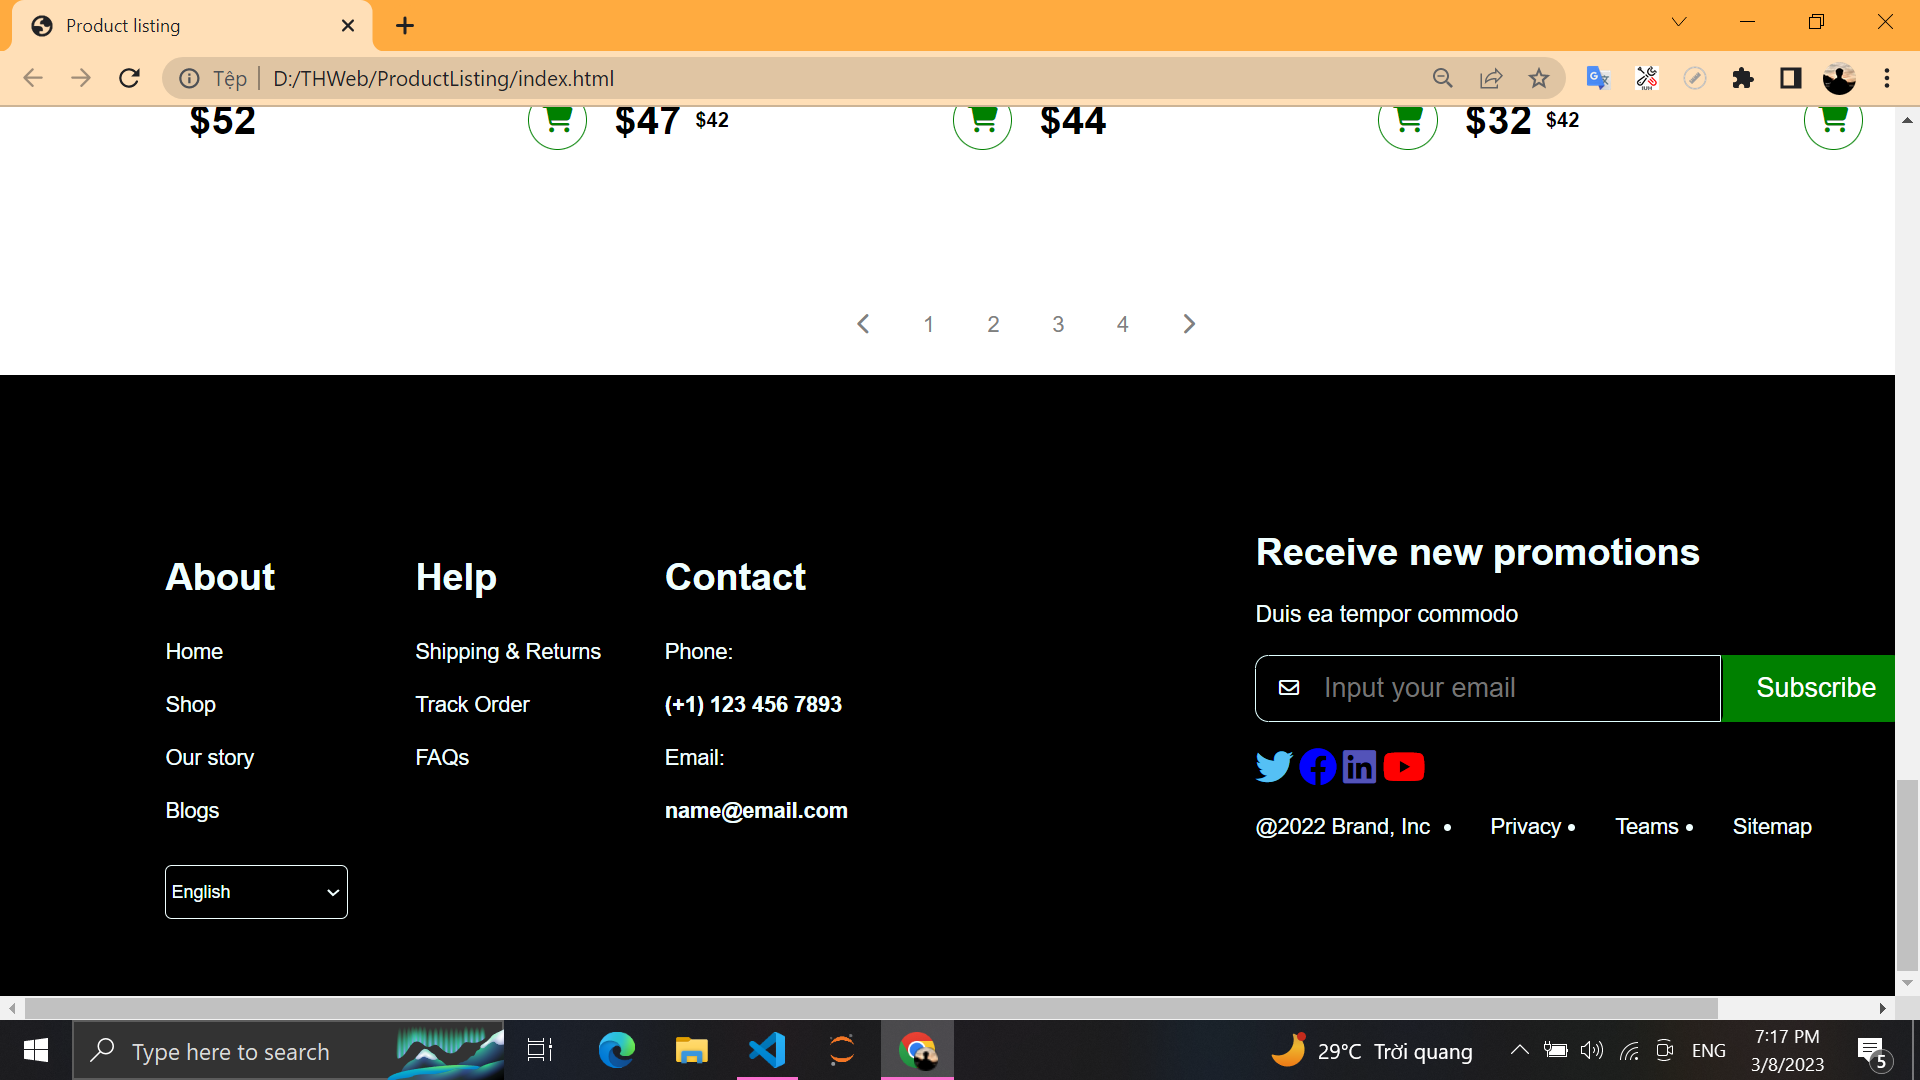 Product listing
Tệp D:/THWeb/ProductListing/index.html
$52 $47 $42 $44 $32 $42
1 2 3 4
About Help Contact
Receive new promotions
Duis ea tempor commodo
Home Shipping & Returns Phone:
Input your email Subscribe
Shop Track Order (+1) 123 456 7893
Our story FAQs Email:
Blogs name@email.com
@2022 Brand, Inc • Privacy • Teams • Sitemap
English
Type here to search
29°C Trời quang
ENG
7:17 PM
3/8/2023
5